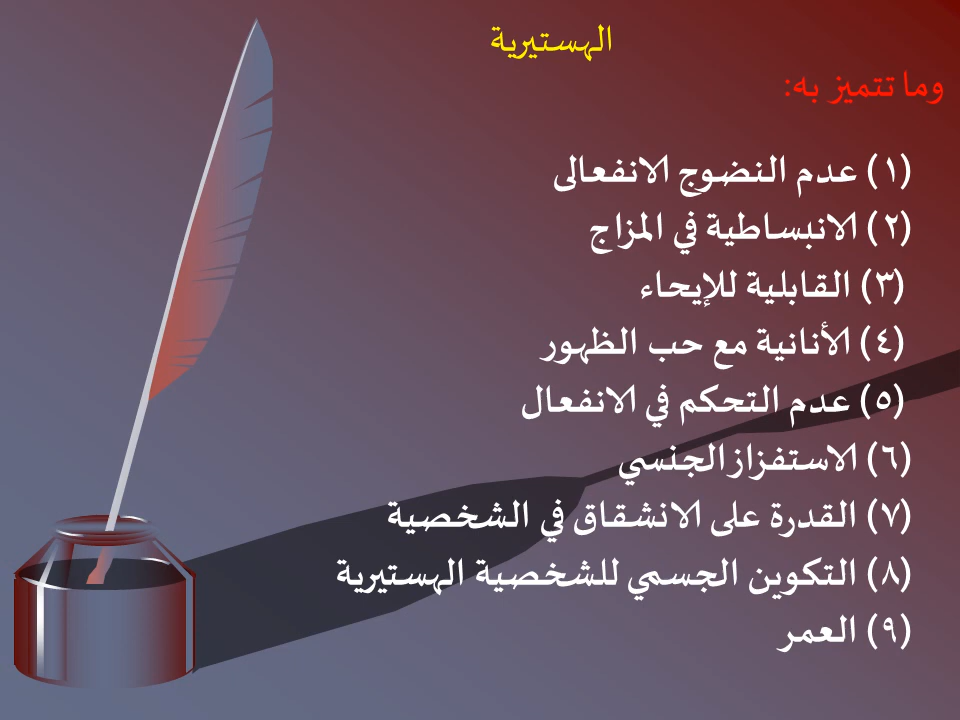 الهستيرية
وما تتميز به:
(١) عدم النضوج الانفعالى
(٢) الانبساطية في المزاج
(٣) القابلية للإيحاء
(٤) الأنانية مع حب الظهور
(٥) عدم التحكم في الانفعال
(٦) الاستفزاز الجنسي
(٧) القدرة على الانشقاق في الشخصية
(٨) التكوين الجسمي للشخصية الهستيرية
(٩) العمر